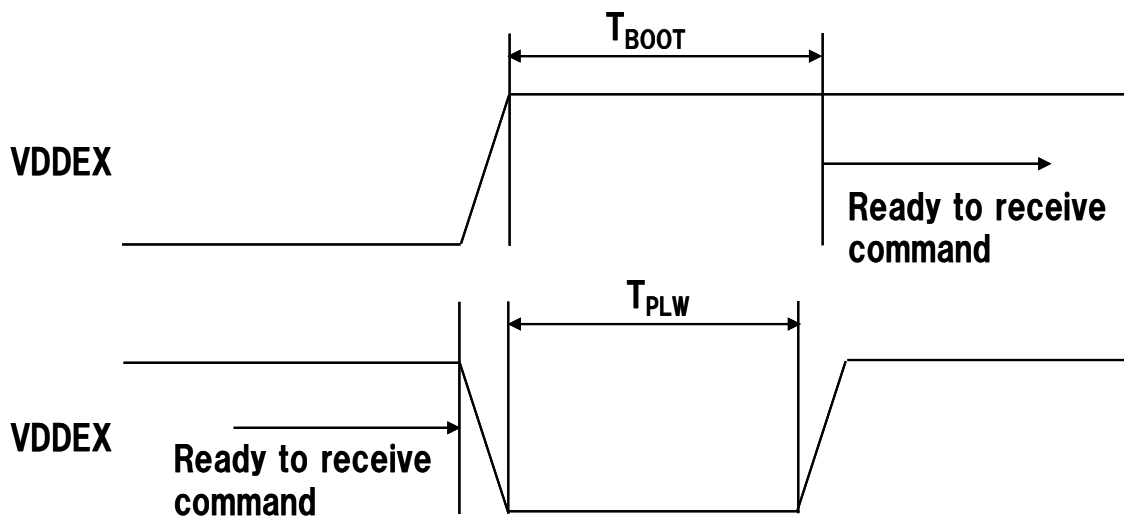 TBOOT
VDDEX
Ready to receive
command
TPLW
VDDEX
Ready to receive
command